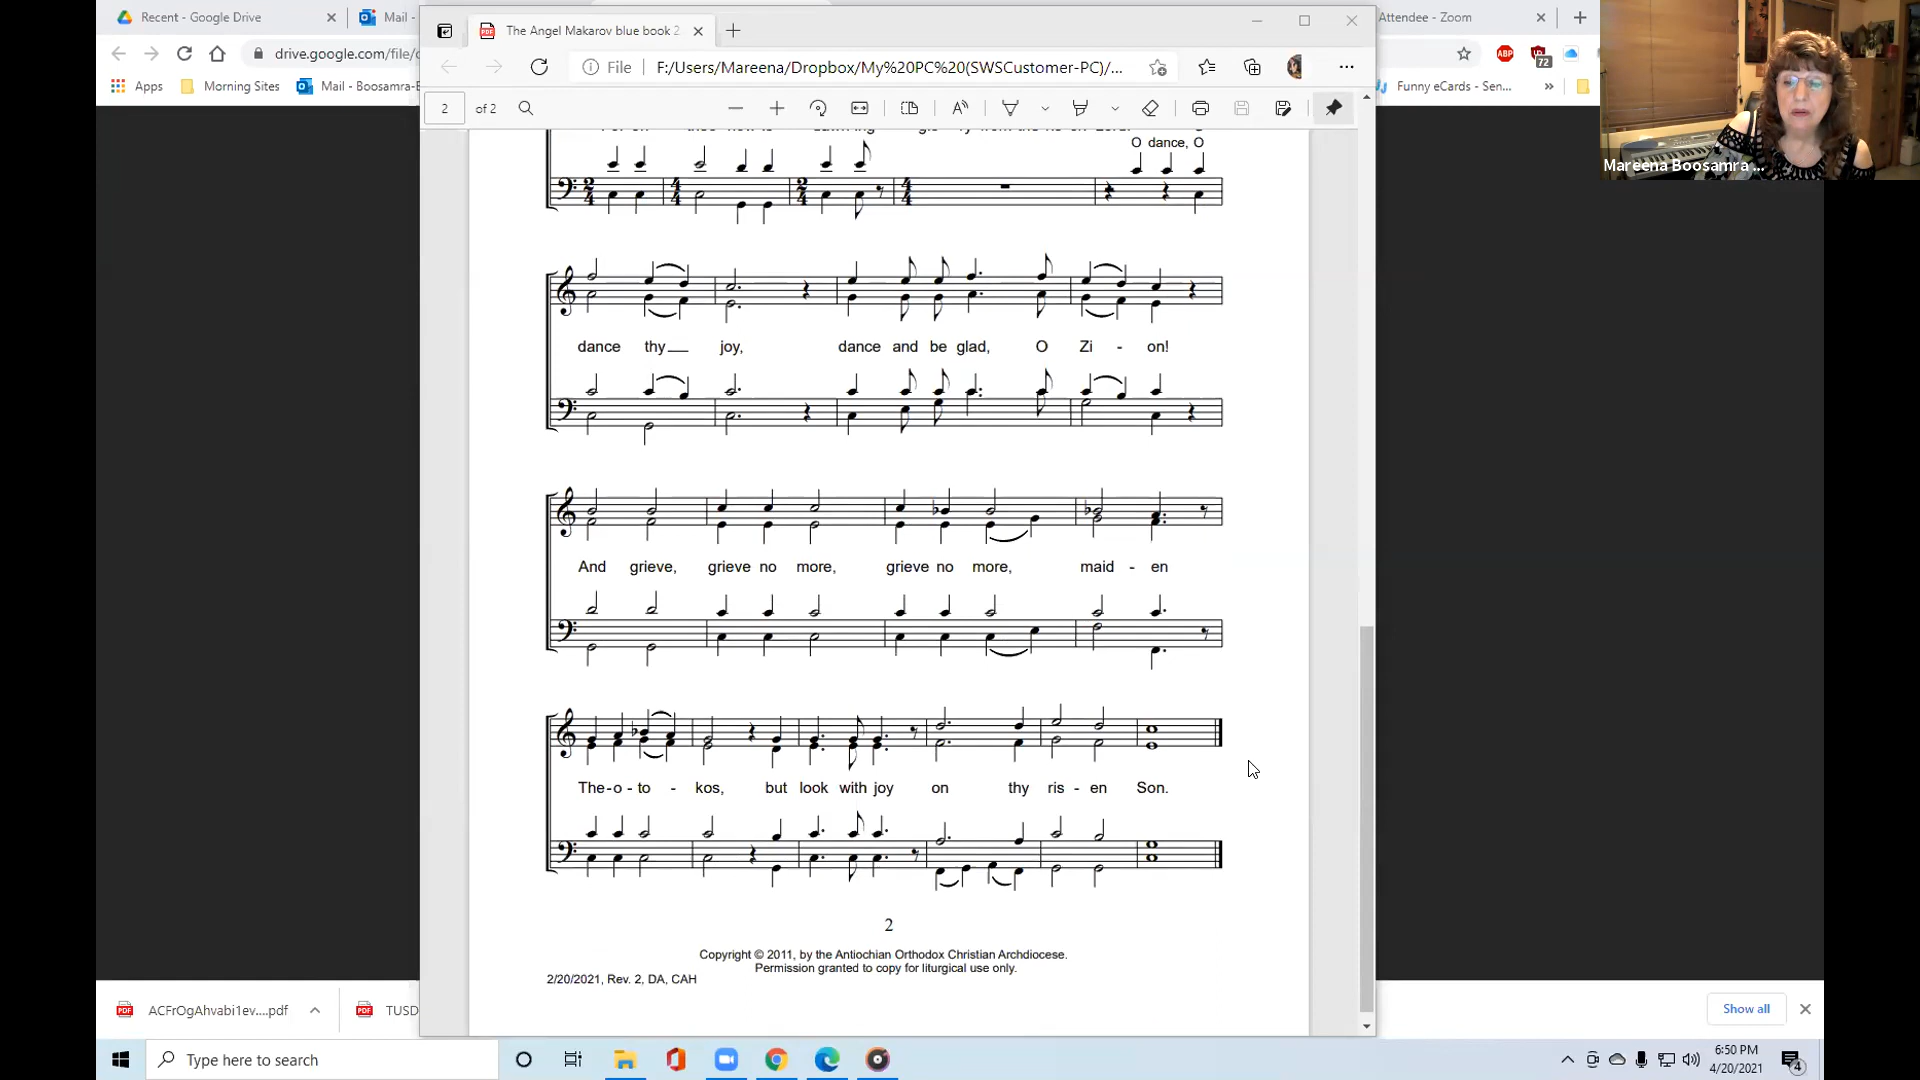 Recent - Google Drive
Mail -
The Angel Makarov blue book 2
Attendee - Zoom
drive.google.com/file/
File
F:/Users/Mareena/Dropbox/My%20PC%20(SWSCustomer-PC)/...
ABP
72
Apps
Morning Sites
Mail - Boosamra-
Funny eCards - Sen...
2
of 2
O dance, O
Mareena Boosamra ...
dance thy joy, dance and be glad, O Zi - on!
And grieve, grieve no more, grieve no more, maid - en
The - o - to - kos, but look with joy on thy ris - en Son.
2
Copyright © 2011, by the Antiochian Orthodox Christian Archdiocese.
Permission granted to copy for liturgical use only.
2/20/2021, Rev. 2, DA, CAH
ACFrOgAhvabi1ev....pdf
TUSD
Show all
Type here to search
6:50 PM
4/20/2021
4